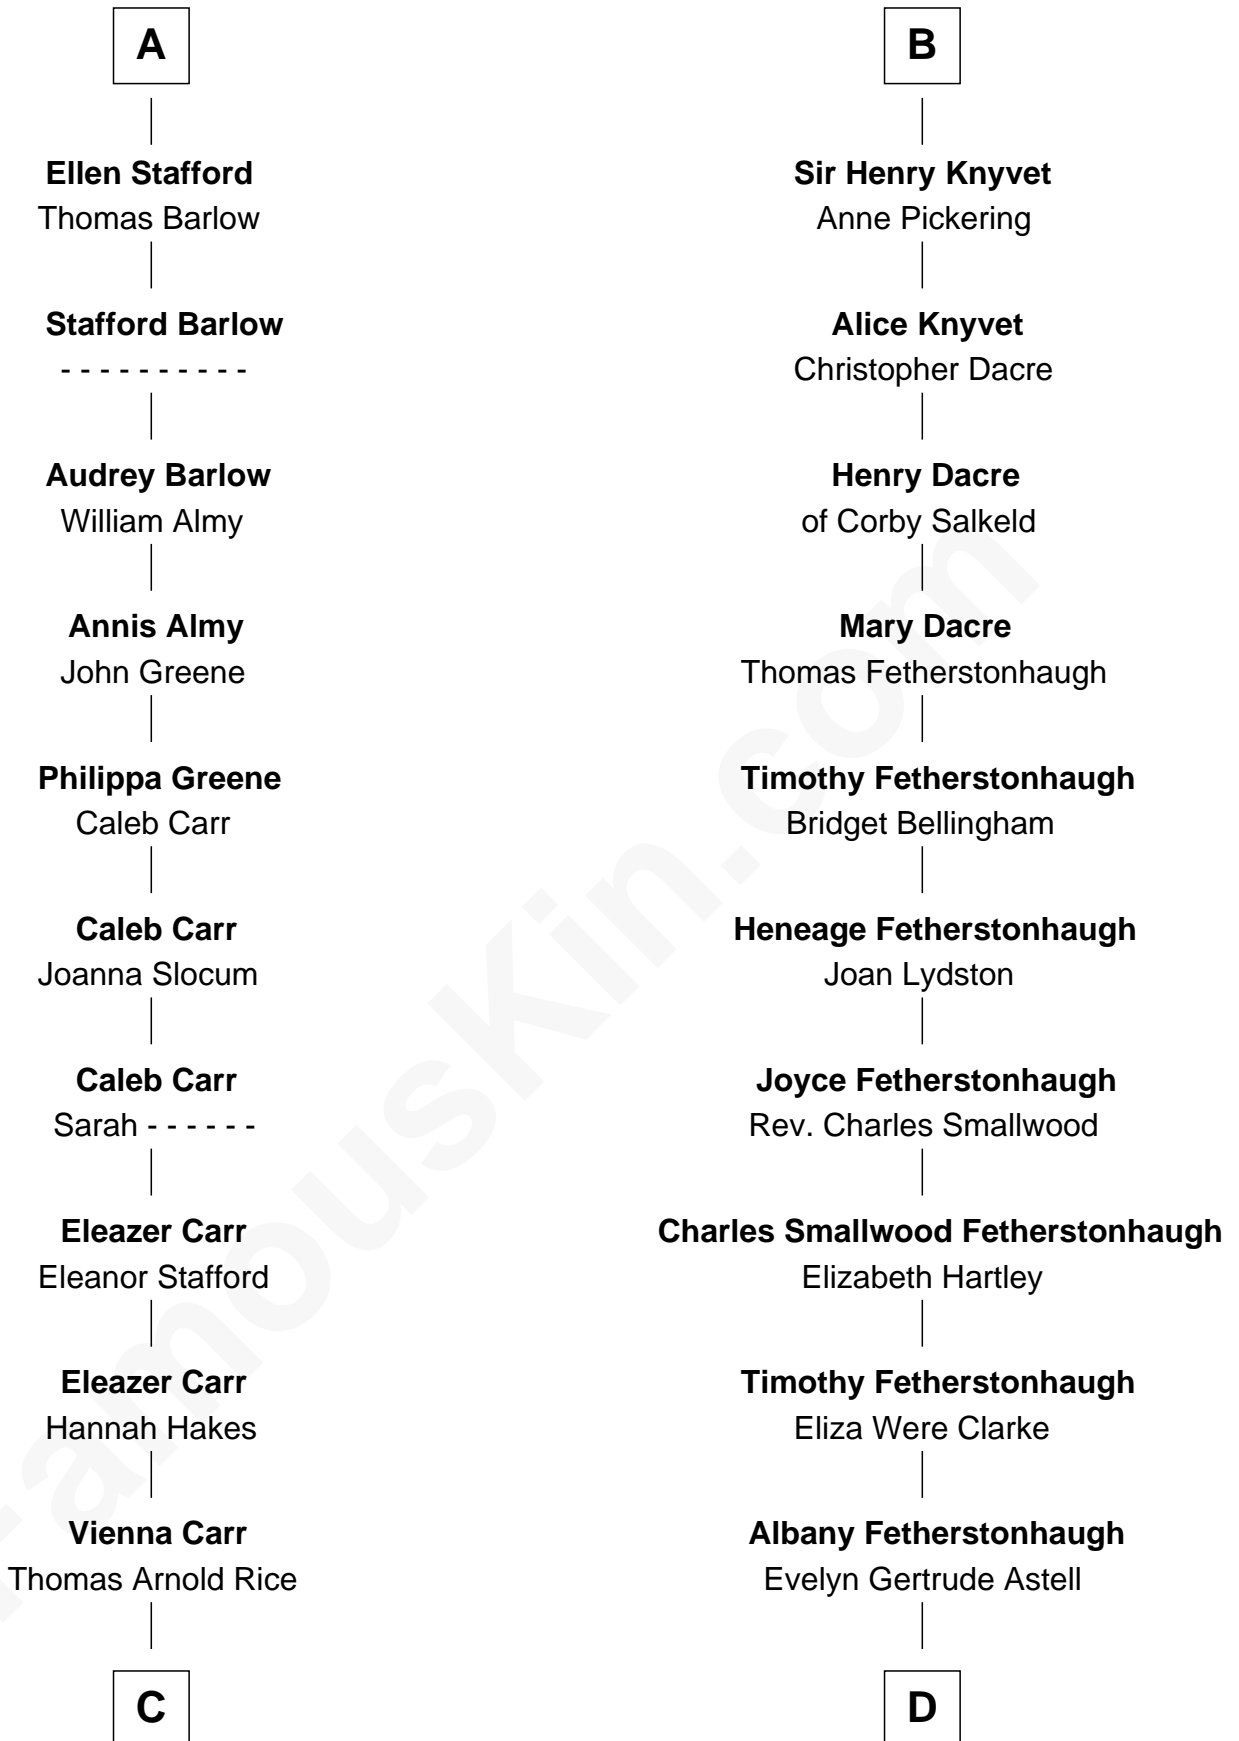 A
Ellen Stafford
Thomas Barlow
Stafford Barlow
- - - - - - - - - -
Audrey Barlow
William Almy
Annis Almy
John Greene
Philippa Greene
Caleb Carr
Caleb Carr
Joanna Slocum
Caleb Carr
Sarah - - - - - -
Eleazer Carr
Eleanor Stafford
Eleazer Carr
Hannah Hakes
Vienna Carr
Thomas Arnold Rice
C
B
Sir Henry Knyvet
Anne Pickering
Alice Knyvet
Christopher Dacre
Henry Dacre
of Corby Salkeld
Mary Dacre
Thomas Fetherstonhaugh
Timothy Fetherstonhaugh
Bridget Bellingham
Heneage Fetherstonhaugh
Joan Lydston
Joyce Fetherstonhaugh
Rev. Charles Smallwood
Charles Smallwood Fetherstonhaugh
Elizabeth Hartley
Timothy Fetherstonhaugh
Eliza Were Clarke
Albany Fetherstonhaugh
Evelyn Gertrude Astell
D
FamousKin.com